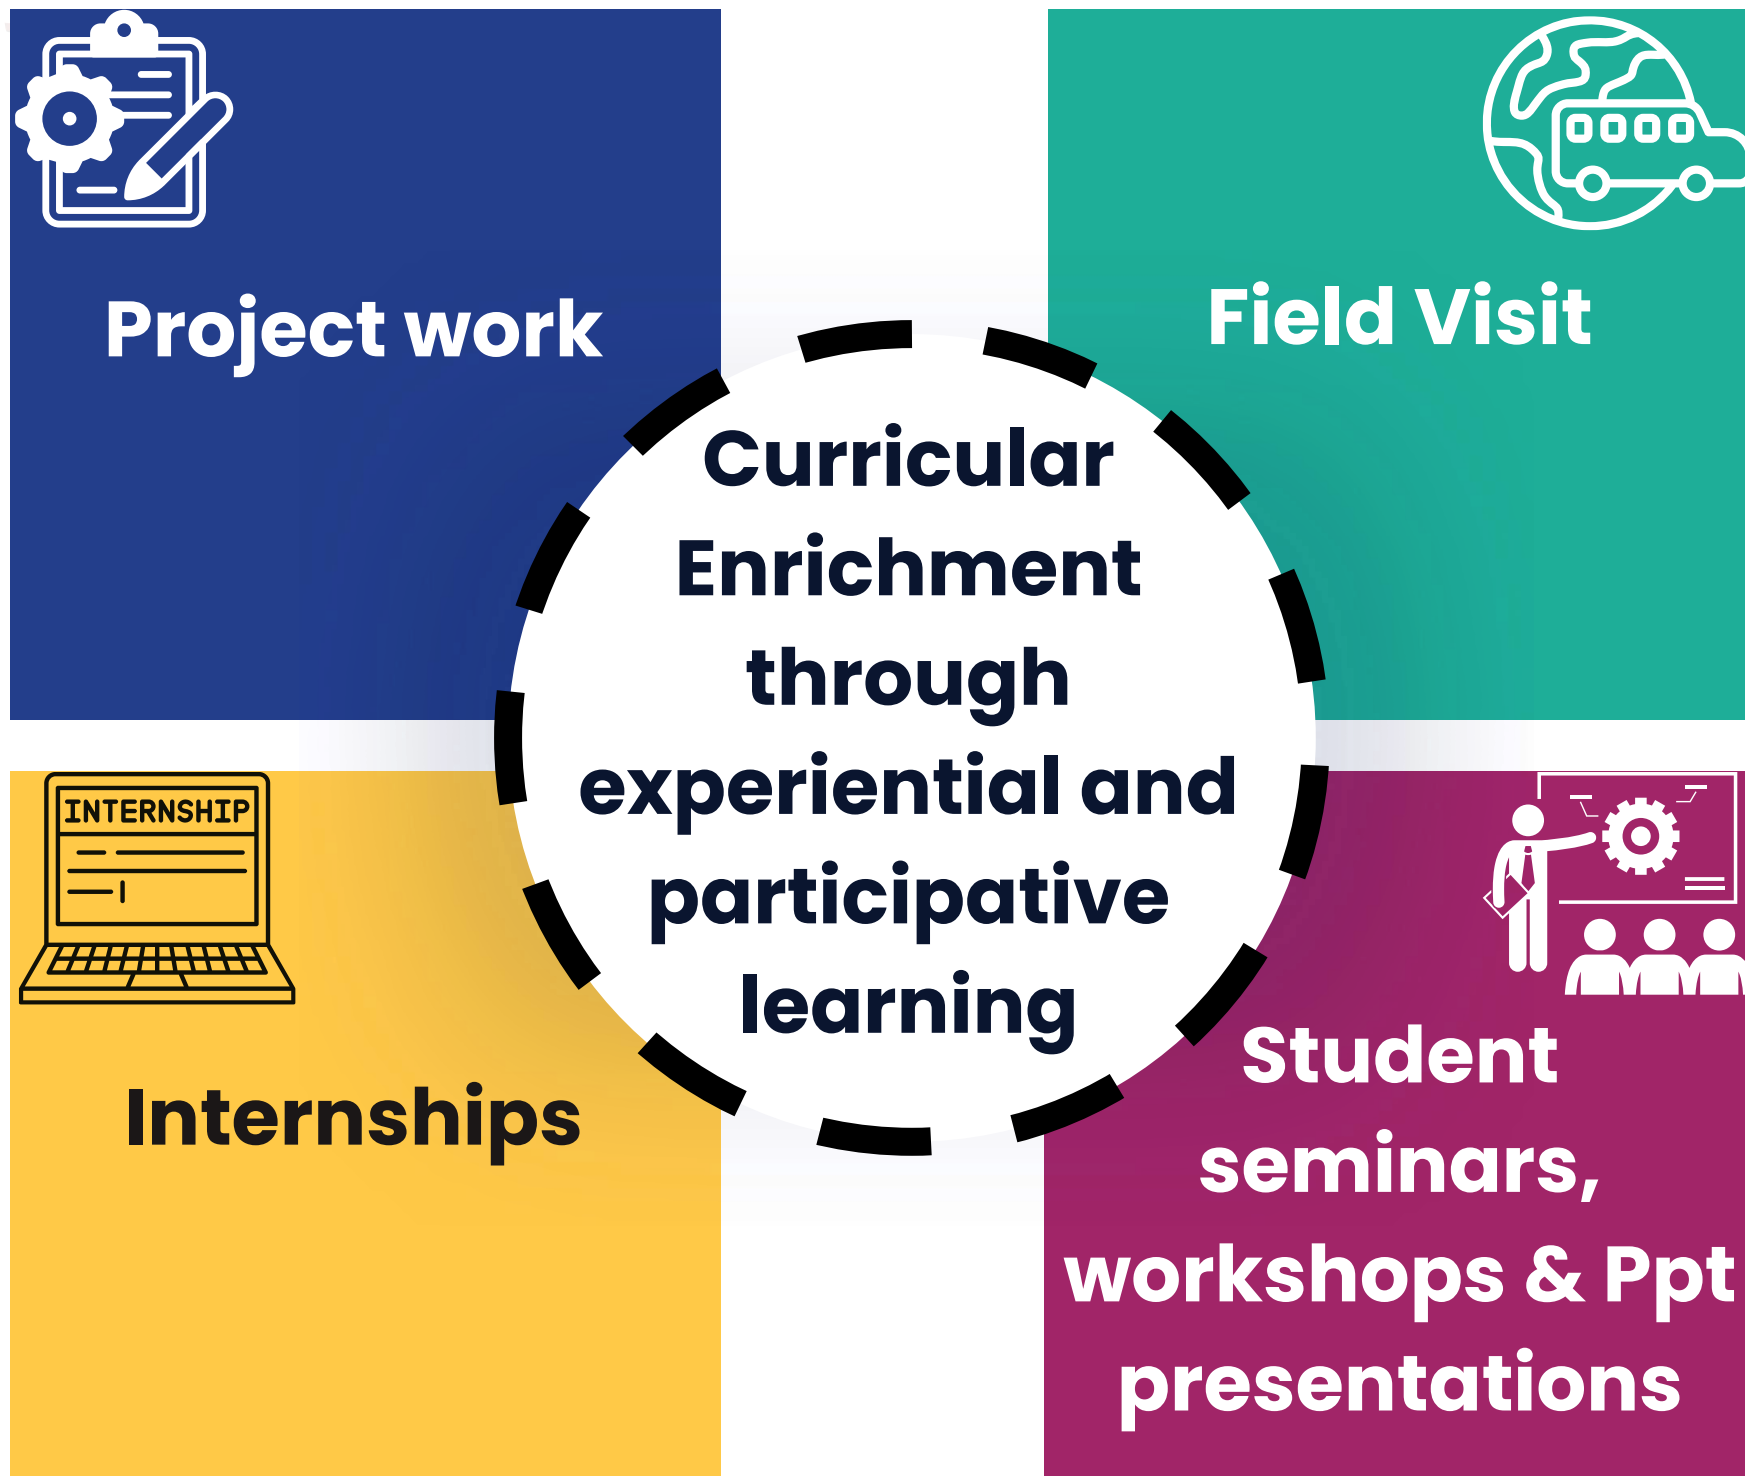 Project work
Field Visit
Curricular
Enrichment
through
experiential and
participative
learning
INTERNSHIP
Internships
Student
seminars,
workshops & Ppt
presentations